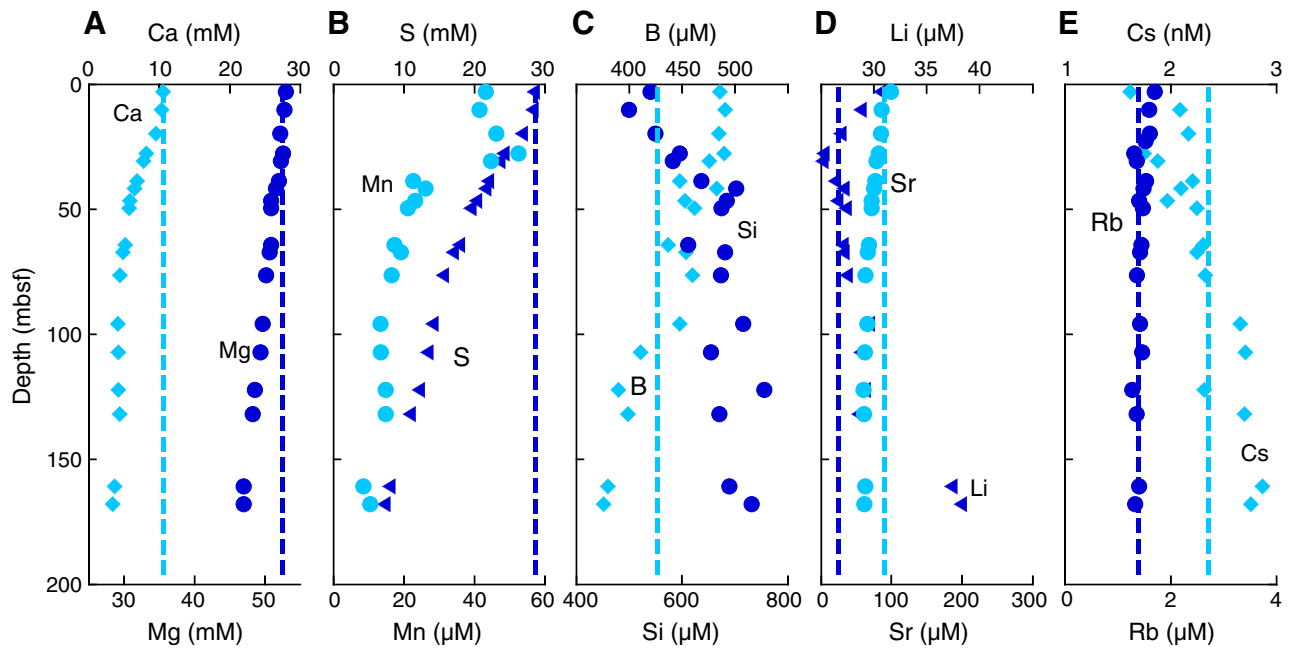 A Ca (mM) B S (mM) C B (µM) D Li (µM) E Cs (nM)
0 10 20 30 0 10 20 30 400 450 500 30 35 40 1 2 3
0
50
100
150
200
Depth (mbsf)
Ca
Mg
Mn
S
Si
B
Sr
Li
Rb
Cs
30 40 50 0 20 40 60 400 600 800 0 100 200 300 0 1 2 4
Mg (mM) Mn (µM) Si (µM) Sr (µM) Rb (µM)